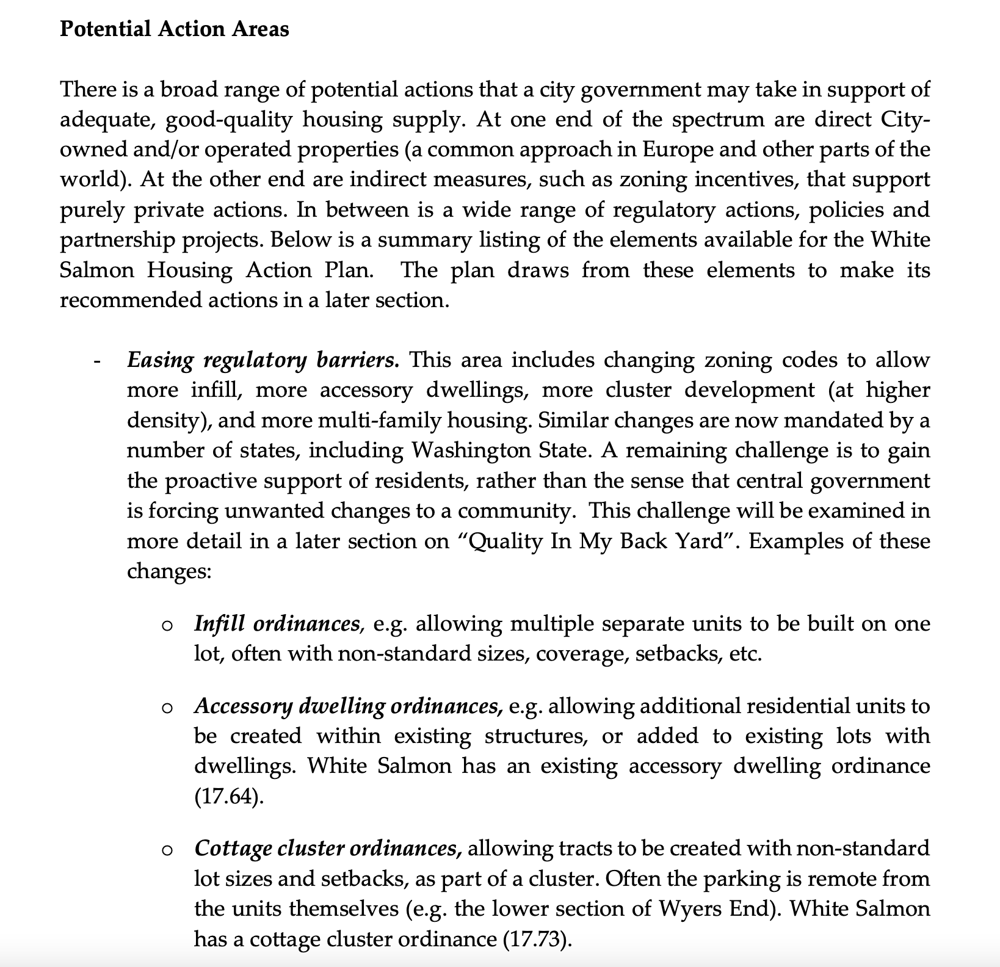 Potential Action Areas
There is a broad range of potential actions that a city government may take in support of
adequate, good-quality housing supply. At one end of the spectrum are direct City-
owned and/or operated properties (a common approach in Europe and other parts of the
world). At the other end are indirect measures, such as zoning incentives, that support
purely private actions. In between is a wide range of regulatory actions, policies and
partnership projects. Below is a summary listing of the elements available for the White
Salmon Housing Action Plan.  The plan draws from these elements to make its
recommended actions in a later section.
- Easing regulatory barriers. This area includes changing zoning codes to allow
more infill, more accessory dwellings, more cluster development (at higher
density), and more multi-family housing. Similar changes are now mandated by a
number of states, including Washington State. A remaining challenge is to gain
the proactive support of residents, rather than the sense that central government
is forcing unwanted changes to a community.  This challenge will be examined in
more detail in a later section on “Quality In My Back Yard”. Examples of these
changes:
o Infill ordinances, e.g. allowing multiple separate units to be built on one
lot, often with non-standard sizes, coverage, setbacks, etc.
o Accessory dwelling ordinances, e.g. allowing additional residential units to
be created within existing structures, or added to existing lots with
dwellings. White Salmon has an existing accessory dwelling ordinance
(17.64).
o Cottage cluster ordinances, allowing tracts to be created with non-standard
lot sizes and setbacks, as part of a cluster. Often the parking is remote from
the units themselves (e.g. the lower section of Wyers End). White Salmon
has a cottage cluster ordinance (17.73).